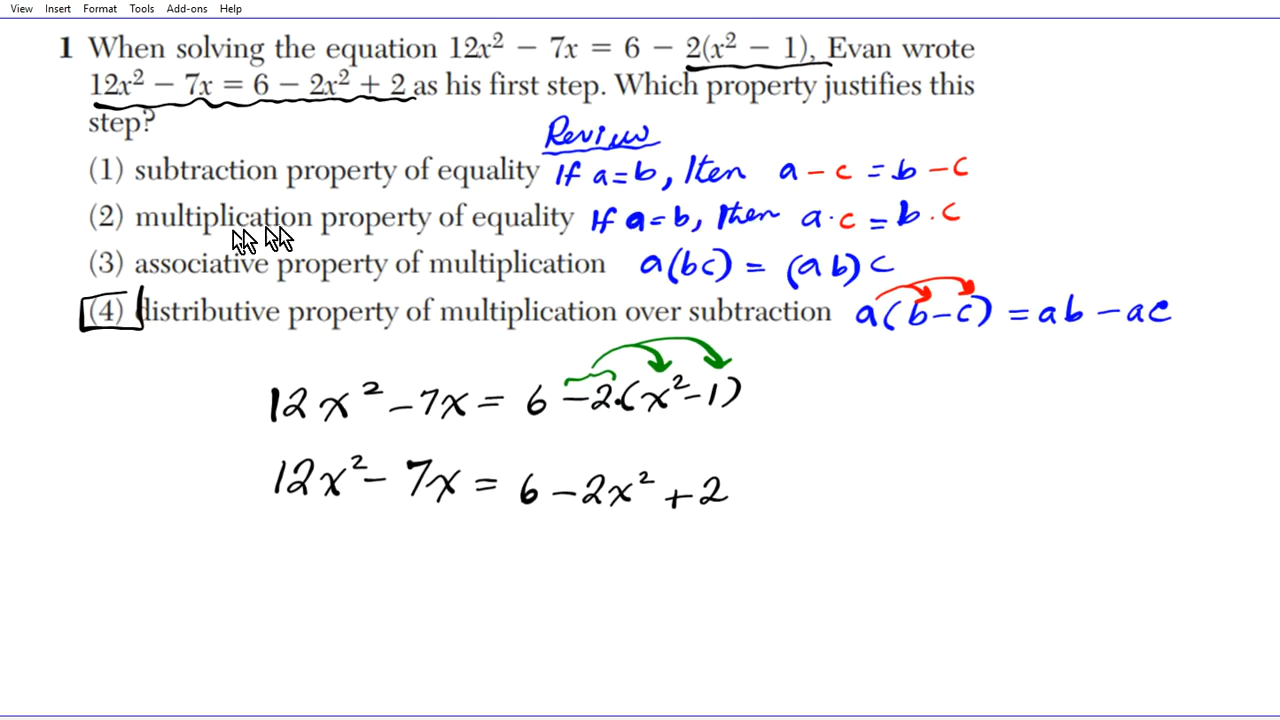 View Insert Format Tools Add-ons Help
1 When solving the equation 12x² − 7x = 6 − 2(x² − 1), Evan wrote
12x² − 7x = 6 − 2x² + 2 as his first step. Which property justifies this
step?
Review
(1) subtraction property of equality If a = b, then a - c = b - c
(2) multiplication property of equality If a = b, then a · c = b · c
(3) associative property of multiplication a(bc) = (ab)c
(4) distributive property of multiplication over subtraction a(b-c) = ab - ac
12x² - 7x = 6 - 2·(x² - 1)
12x² - 7x = 6 - 2x² + 2